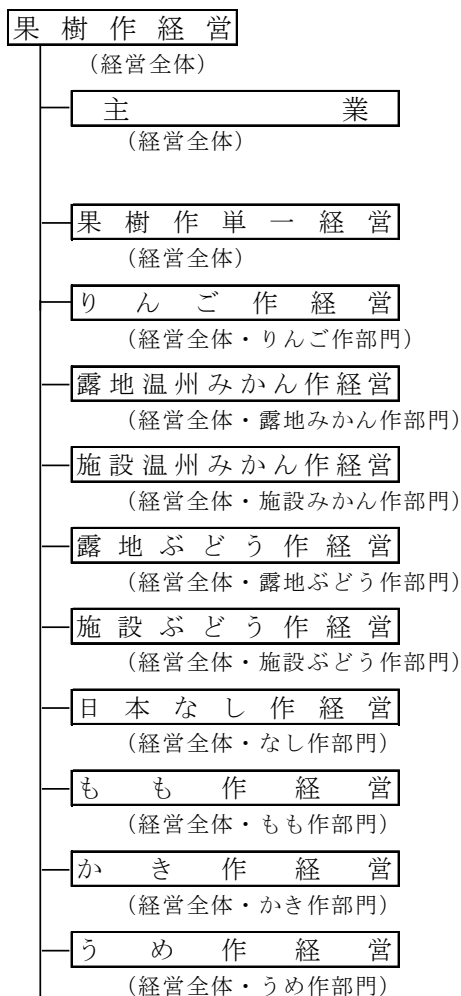 果樹作経営
(経営全体)
主業
(経営全体)
果樹作単一経営
(経営全体)
りんご作経営
(経営全体・りんご作部門)
露地温州みかん作経営
(経営全体・露地みかん作部門)
施設温州みかん作経営
(経営全体・施設みかん作部門)
露地ぶどう作経営
(経営全体・露地ぶどう作部門)
施設ぶどう作経営
(経営全体・施設ぶどう作部門)
日本なし作経営
(経営全体・なし作部門)
もも作経営
(経営全体・もも作部門)
かき作経営
(経営全体・かき作部門)
うめ作経営
(経営全体・うめ作部門)